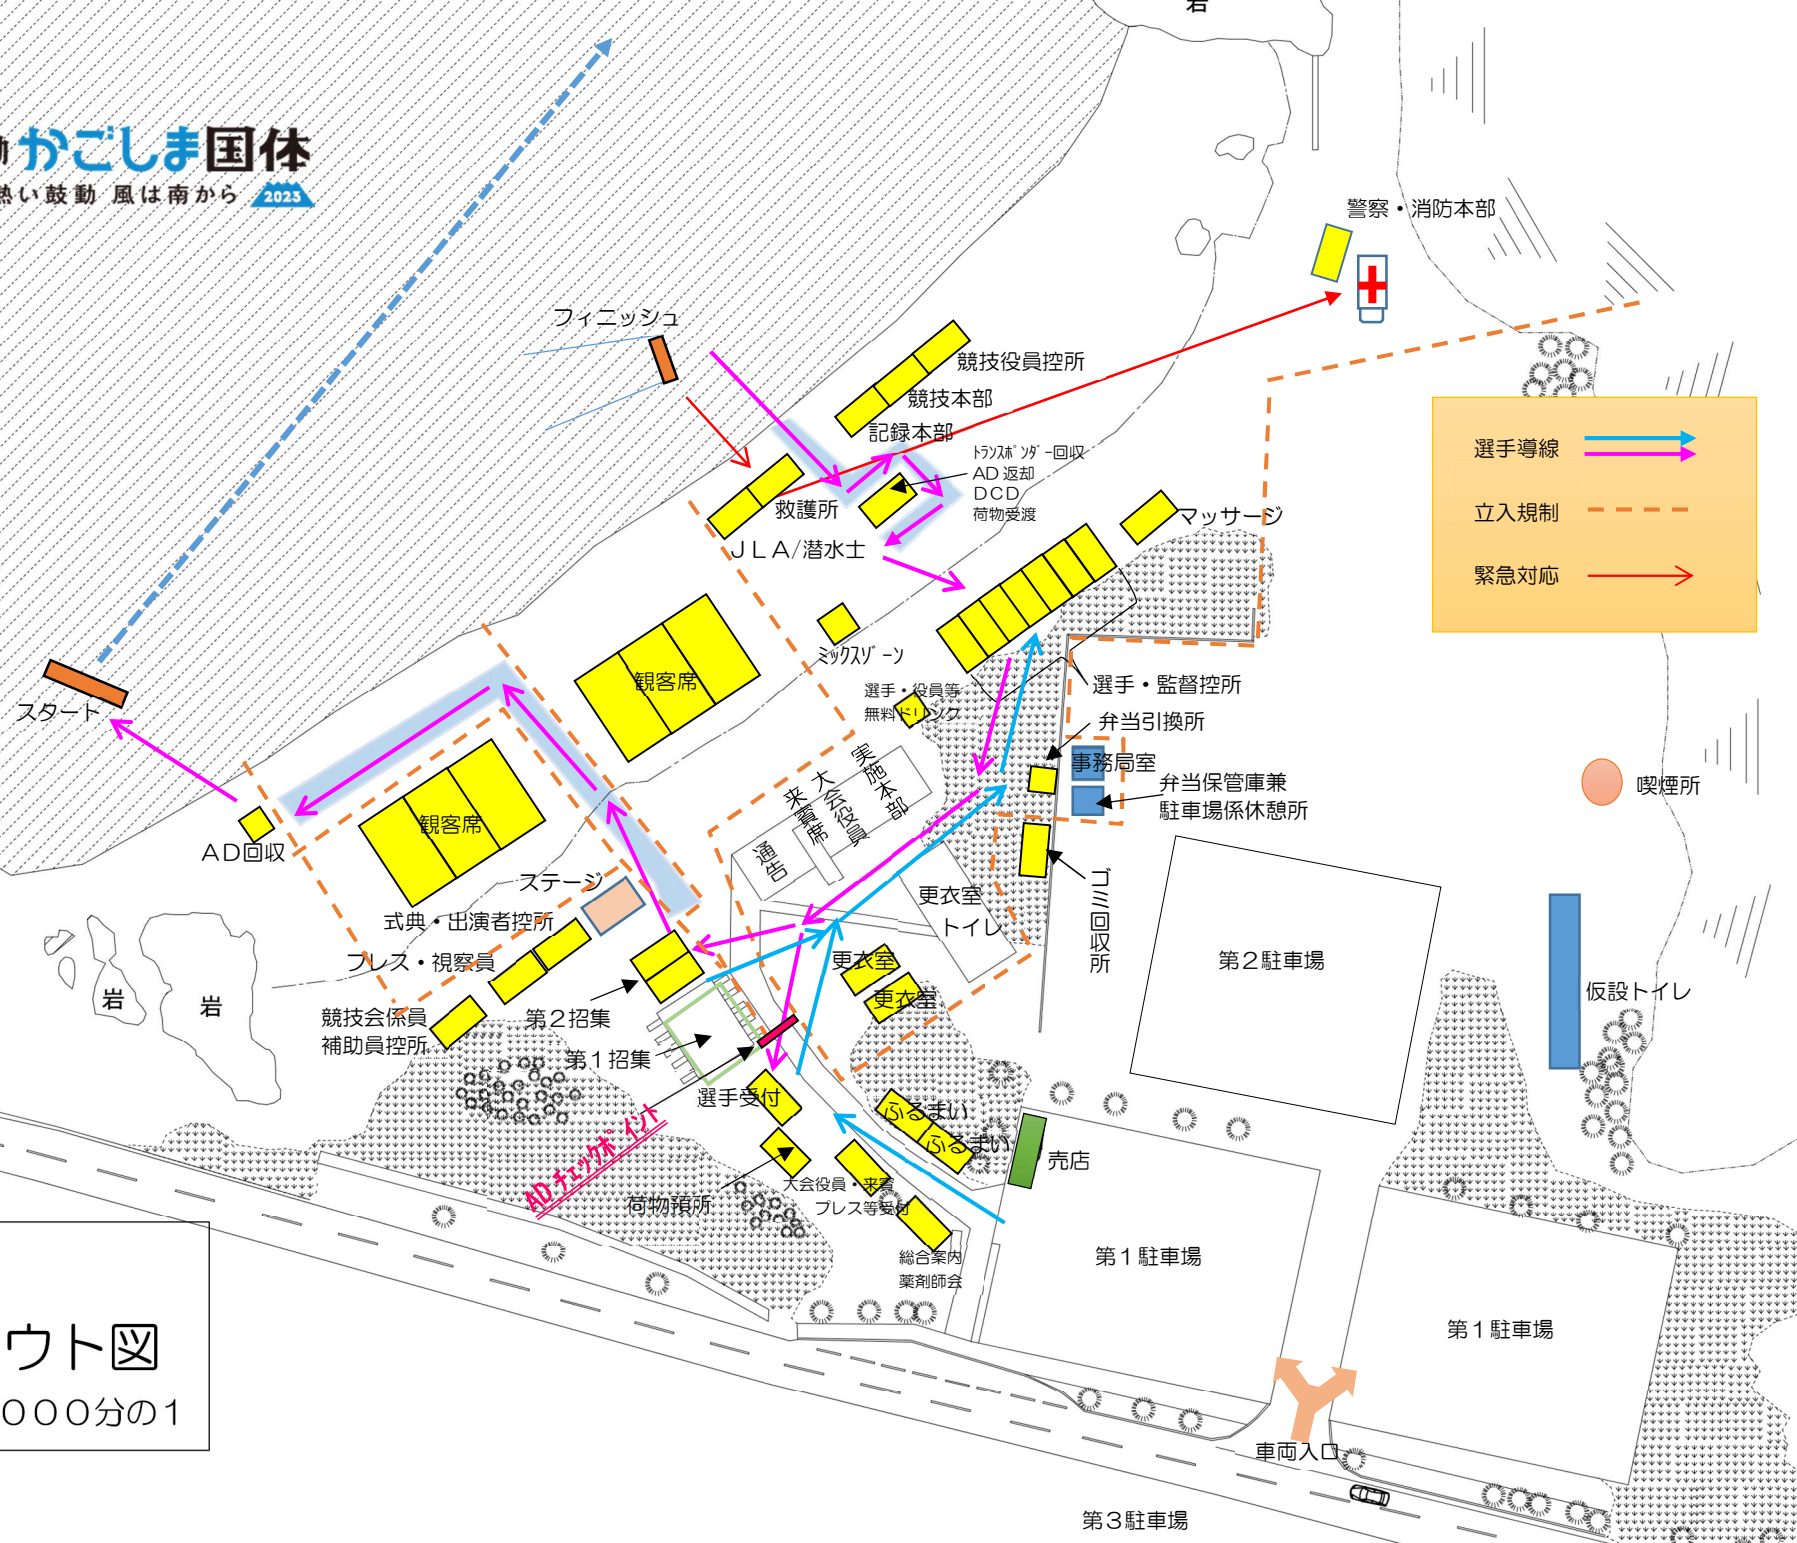 岩
かごしま国体
熱い鼓動 風は南から 2023
警察・消防本部
フィニッシュ
競技役員控所
競技本部
記録本部
トランスポンダー回収
AD返却
DCD
荷物受渡
救護所
JLA/潜水士
マッサージ
選手導線
立入規制
緊急対応
ミックスゾーン
観客席
選手・役員等
無料ドリンク
選手・監督控所
弁当引換所
事務局室
弁当保管庫兼
駐車場係休憩所
喫煙所
スタート
観客席
AD回収
実施本部
大会役員
来賓席
通告
ステージ
式典・出演者控所
プレス・視察員
競技会係員
補助員控所
岩
岩
更衣室
トイレ
ゴミ回収所
第2駐車場
仮設トイレ
更衣室
更衣室
第2招集
第1招集
選手受付
ADチェックポイント
荷物預所
ふるまい
ふるまい
売店
大会役員・来賓
プレス等受付
総合案内
薬剤師会
第1駐車場
第1駐車場
車両入口
第3駐車場
ウト図
000分の1